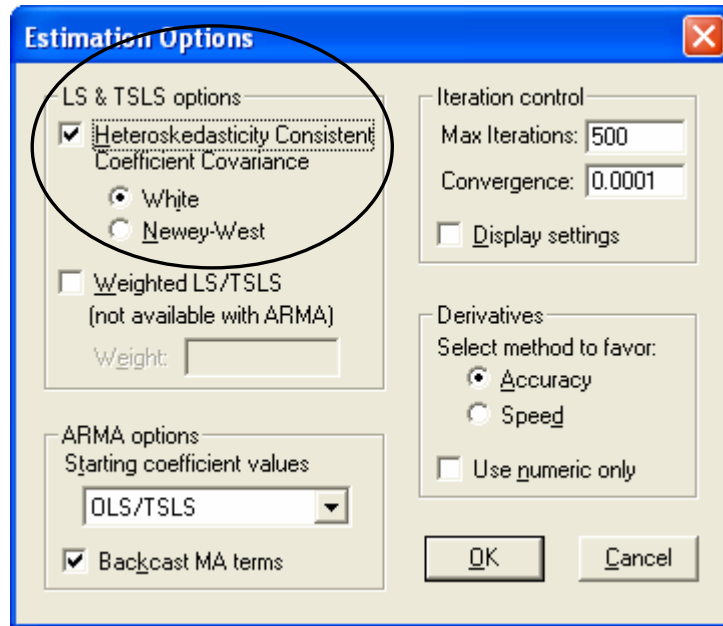 Estimation Options
LS & TSLS options
Heteroskedasticity Consistent
Coefficient Covariance
White
Newey-West
Weighted LS/TSLS
(not available with ARMA)
Weight:
ARMA options
Starting coefficient values
OLS/TSLS
Backcast MA terms
Iteration control
Max Iterations: 500
Convergence: 0.0001
Display settings
Derivatives
Select method to favor:
Accuracy
Speed
Use numeric only
OK
Cancel